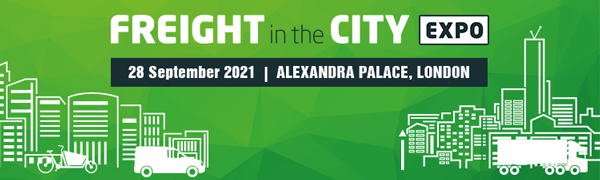 FREIGHT in the CITY EXPO
28 September 2021 | ALEXANDRA PALACE, LONDON